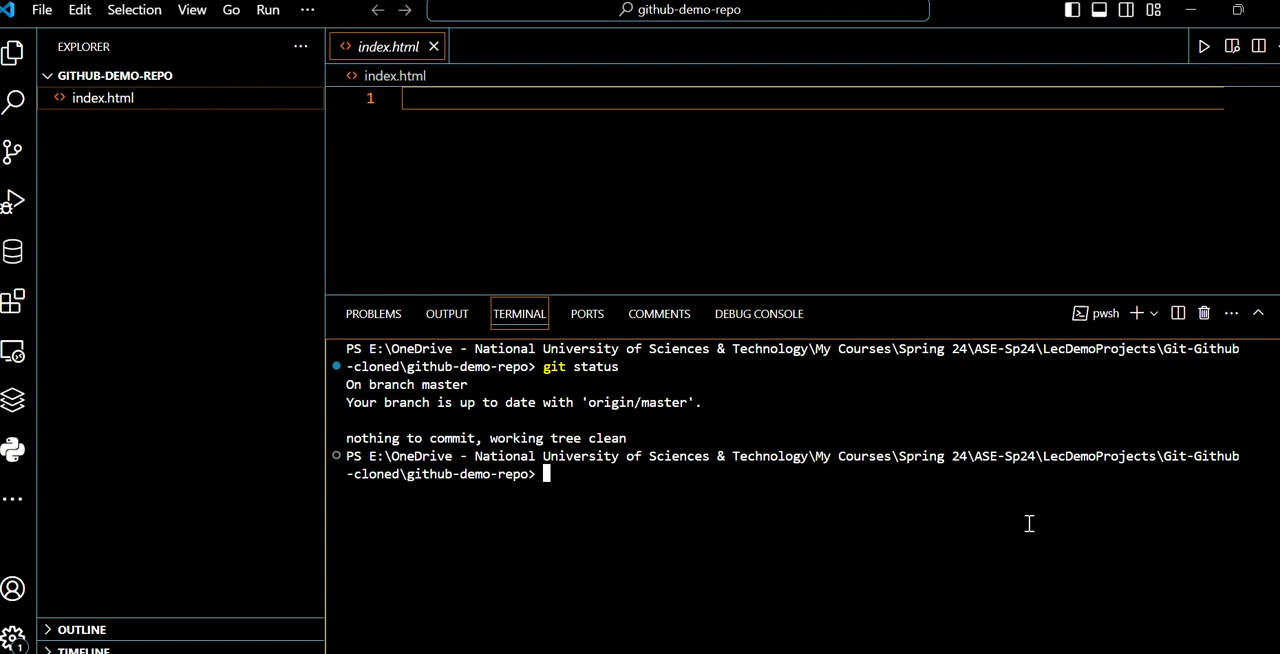 File Edit Selection View Go Run ···
github-demo-repo
EXPLORER
index.html
GITHUB-DEMO-REPO
index.html
index.html
1
PROBLEMS OUTPUT TERMINAL PORTS COMMENTS DEBUG CONSOLE
pwsh
PS E:\OneDrive - National University of Sciences & Technology\My Courses\Spring 24\ASE-Sp24\LecDemoProjects\Git-Github
-cloned\github-demo-repo> git status
On branch master
Your branch is up to date with 'origin/master'.
nothing to commit, working tree clean
PS E:\OneDrive - National University of Sciences & Technology\My Courses\Spring 24\ASE-Sp24\LecDemoProjects\Git-Github
-cloned\github-demo-repo>
OUTLINE
1
TIMELINE